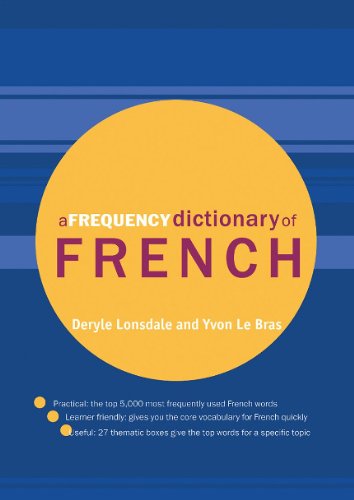 a FREQUENCY dictionary of
FRENCH
Deryle Lonsdale and Yvon Le Bras
Practical: the top 5,000 most frequently used French words
Learner friendly: gives you the core vocabulary for French quickly
Useful: 27 thematic boxes give the top words for a specific topic